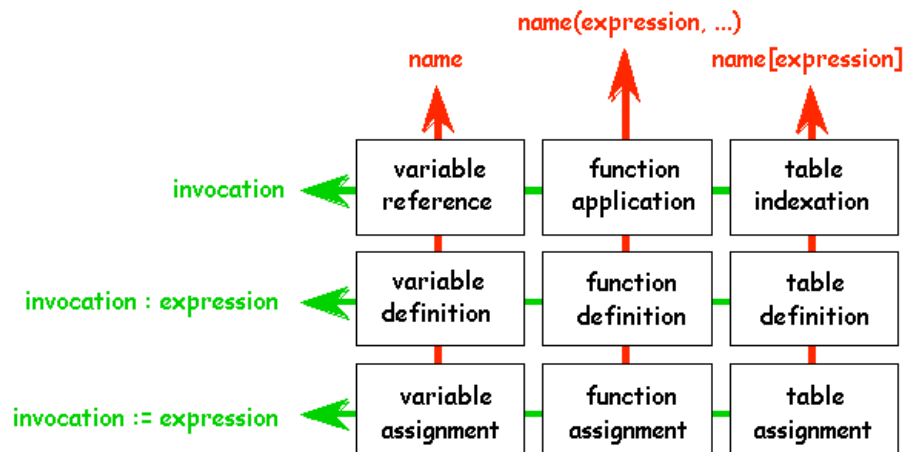 name(expression, ...)
name
name[expression]
invocation
variable reference
function application
table indexation
invocation : expression
variable definition
function definition
table definition
invocation := expression
variable assignment
function assignment
table assignment